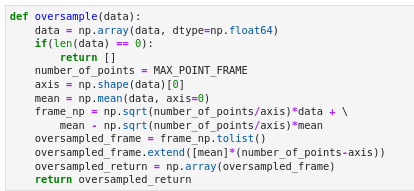 def oversample(data):
    data = np.array(data, dtype=np.float64)
    if(len(data) == 0):
        return []
    number_of_points = MAX_POINT_FRAME
    axis = np.shape(data)[0]
    mean = np.mean(data, axis=0)
    frame_np = np.sqrt(number_of_points/axis)*data + \
        mean - np.sqrt(number_of_points/axis)*mean
    oversampled_frame = frame_np.tolist()
    oversampled_frame.extend([mean]*(number_of_points-axis))
    oversampled_return = np.array(oversampled_frame)
    return oversampled_return